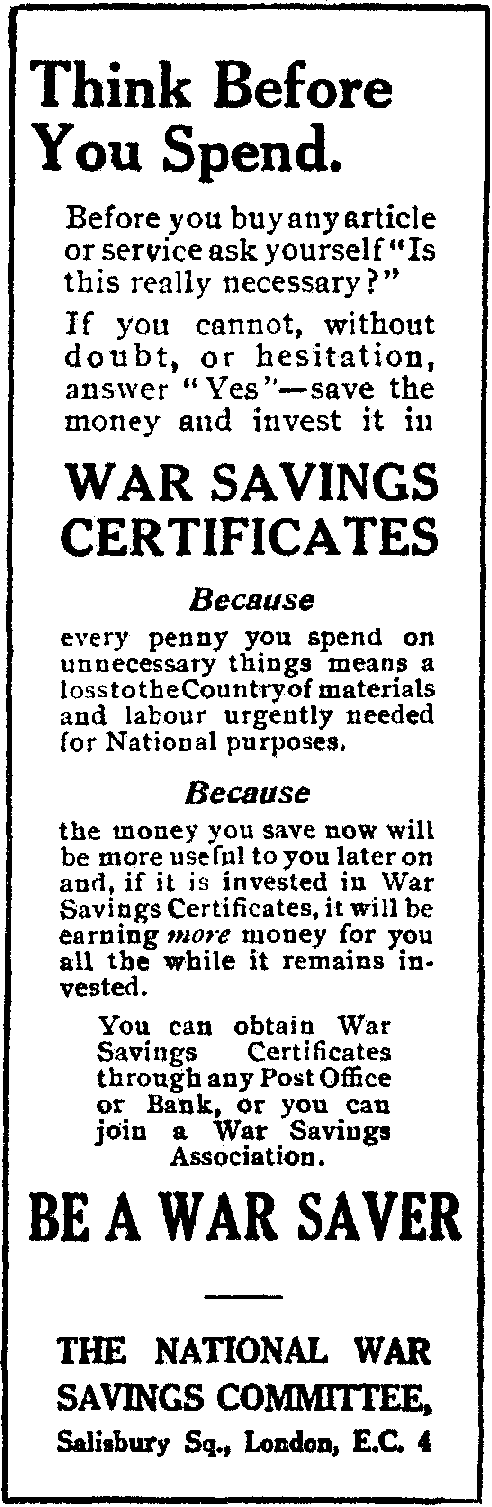 Think Before
You Spend.
Before you buy any article
or service ask yourself “Is
this really necessary?”
If you cannot, without
doubt, or hesitation,
answer “Yes”—save the
money and invest it in
WAR SAVINGS
CERTIFICATES
Because
every penny you spend on
unnecessary things means a
loss to the Country of materials
and labour urgently needed
for National purposes.
Because
the money you save now will
be more useful to you later on
and, if it is invested in War
Savings Certificates, it will be
earning more money for you
all the while it remains in-
vested.
You can obtain War
Savings Certificates
through any Post Office
or Bank, or you can
join a War Savings
Association.
BE A WAR SAVER
THE NATIONAL WAR
SAVINGS COMMITTEE,
Salisbury Sq., London, E.C. 4